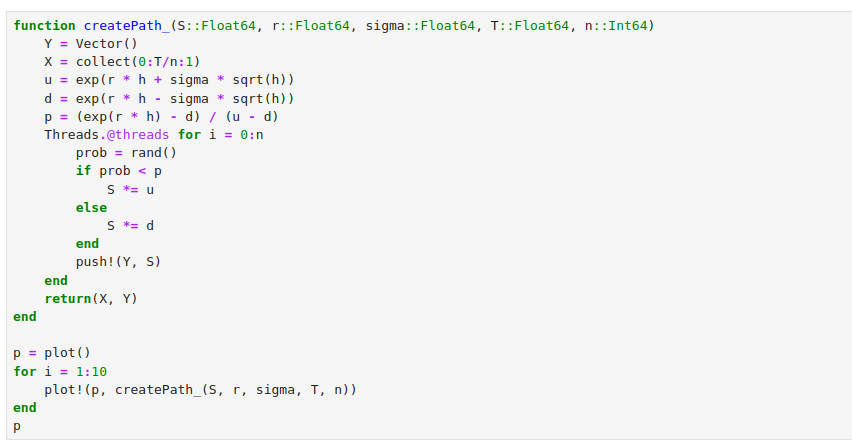 function createPath_(S::Float64, r::Float64, sigma::Float64, T::Float64, n::Int64)
    Y = Vector()
    X = collect(0:T/n:1)
    u = exp(r * h + sigma * sqrt(h))
    d = exp(r * h - sigma * sqrt(h))
    p = (exp(r * h) - d) / (u - d)
    Threads.@threads for i = 0:n
        prob = rand()
        if prob < p
            S *= u
        else
            S *= d
        end
        push!(Y, S)
    end
    return(X, Y)
end

p = plot()
for i = 1:10
    plot!(p, createPath_(S, r, sigma, T, n))
end
p